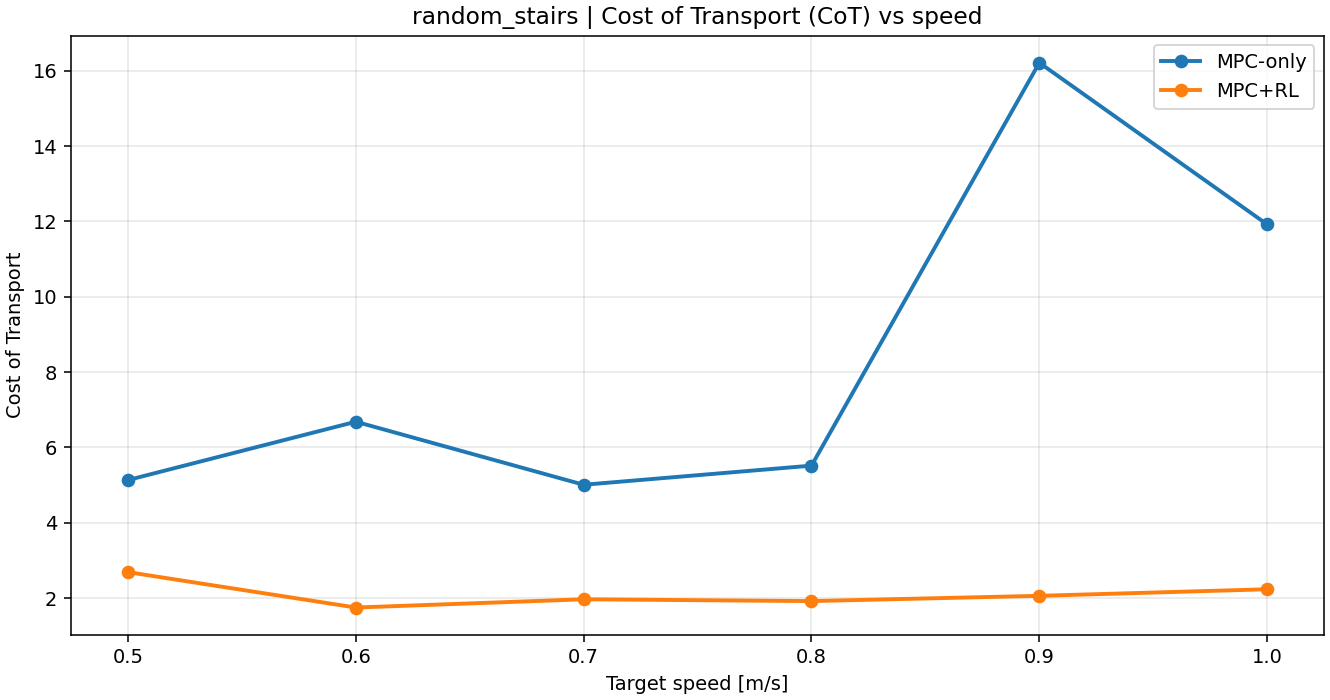 random_stairs | Cost of Transport (CoT) vs speed
MPC-only
MPC+RL
Cost of Transport
16
14
12
10
8
6
4
2
0.5 0.6 0.7 0.8 0.9 1.0
Target speed [m/s]